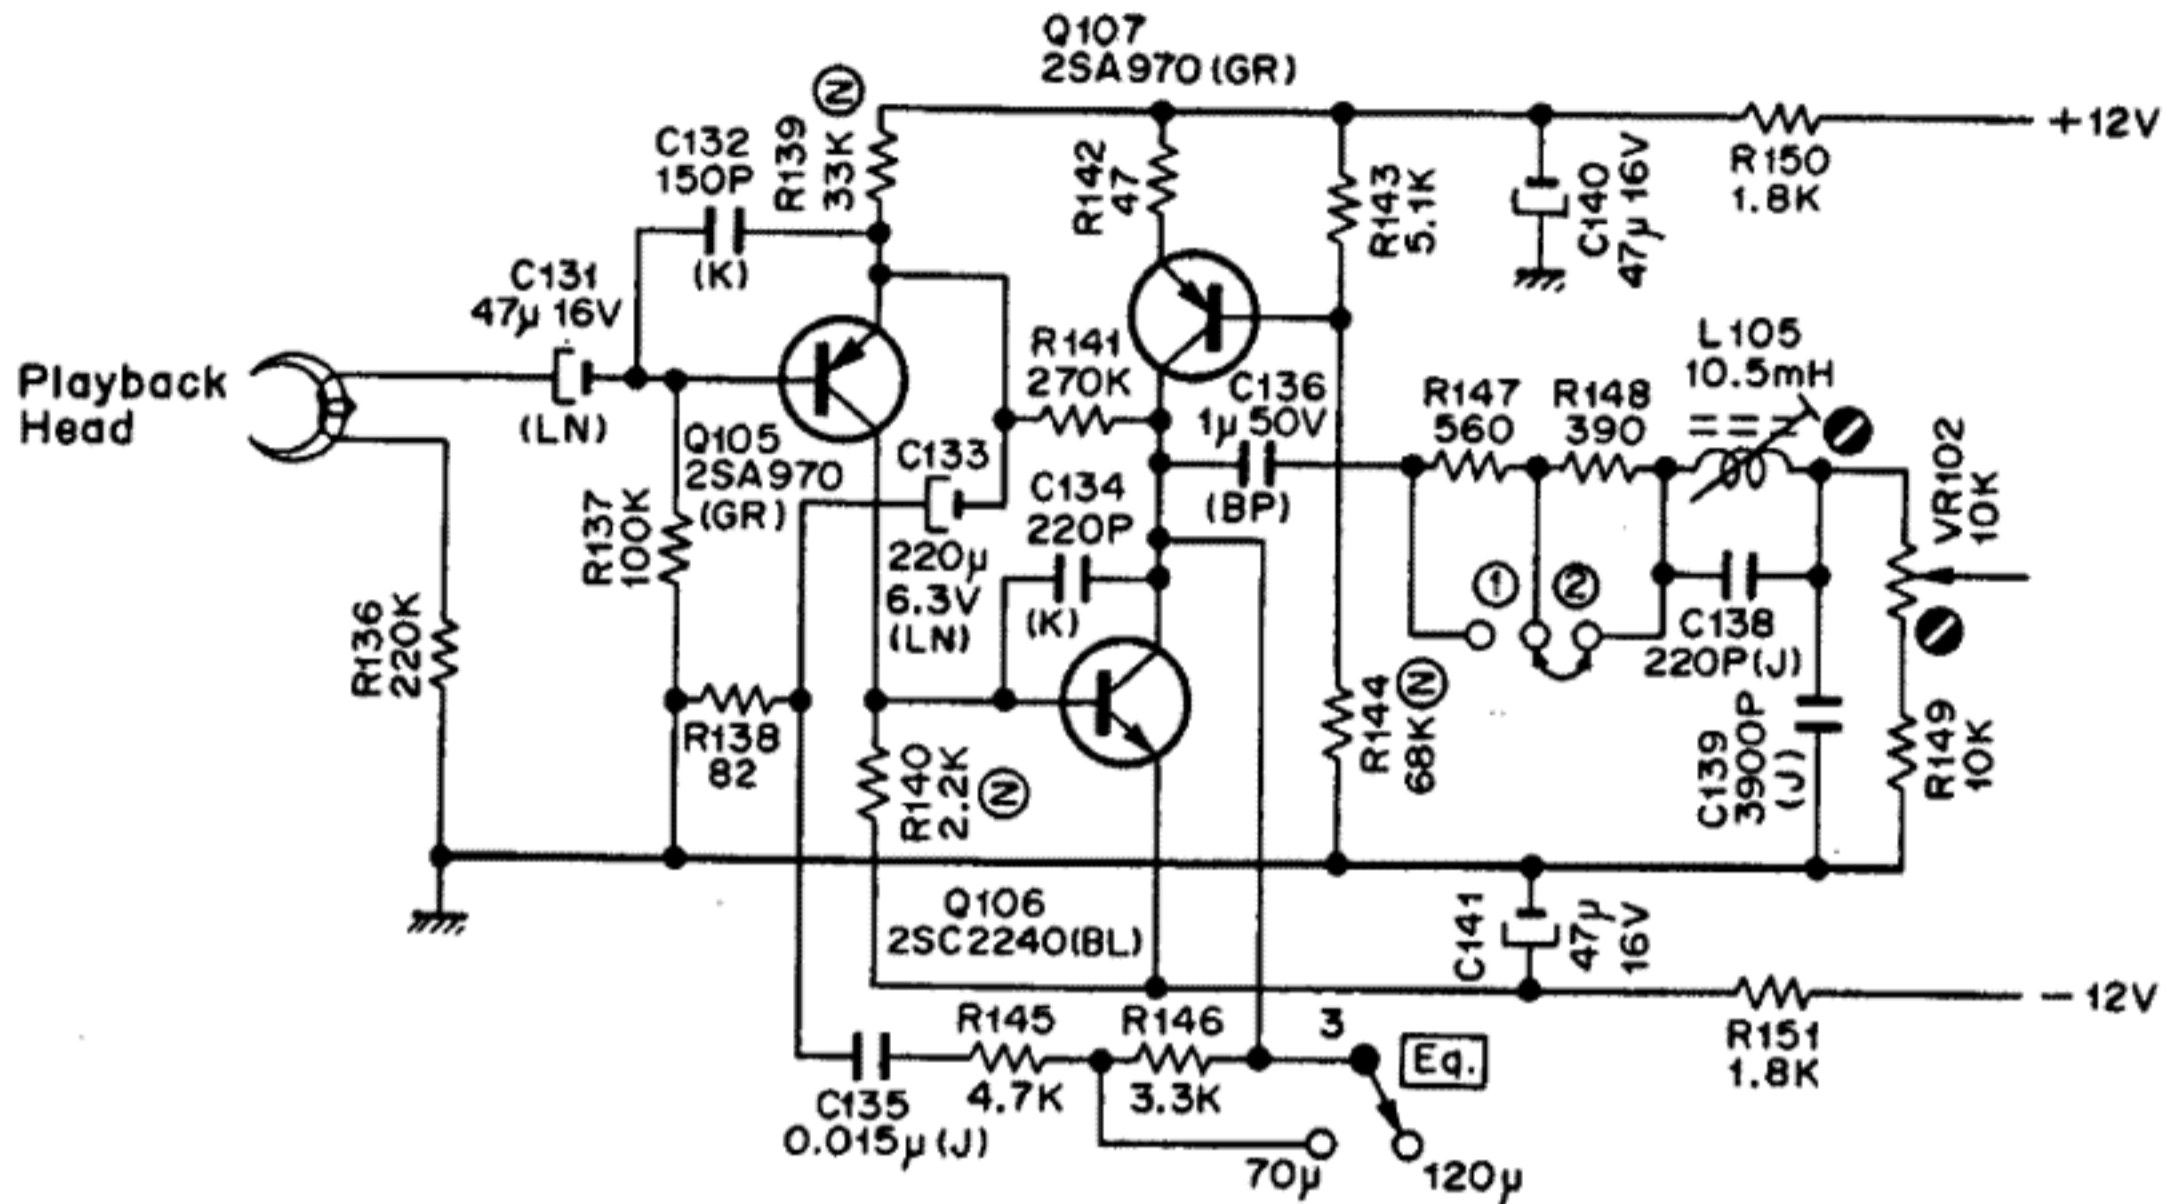 Q107
2SA970 (GR)
N
C132
150P
(K)
R139
33K
R142
47
R143
5.1K
C140
47μ 16V
R150
1.8K
+12V
C131
47μ 16V
(LN)
Playback
Head
Q105
2SA970
(GR)
R141
270K
C136
1μ 50V
(BP)
R147
560
R148
390
L105
10.5mH
VR102
10K
C133
220μ
6.3V
(LN)
C134
220P
(K)
R137
100K
R136
220K
R138
82
R140
2.2K
N
1
2
C138
220P(J)
R144
68K
N
C139
3900P
(J)
R149
10K
Q106
2SC2240(BL)
C141
47μ
16V
R151
1.8K
-12V
C135
0.015μ (J)
R145
4.7K
R146
3.3K
3
Eq.
70μ
120μ